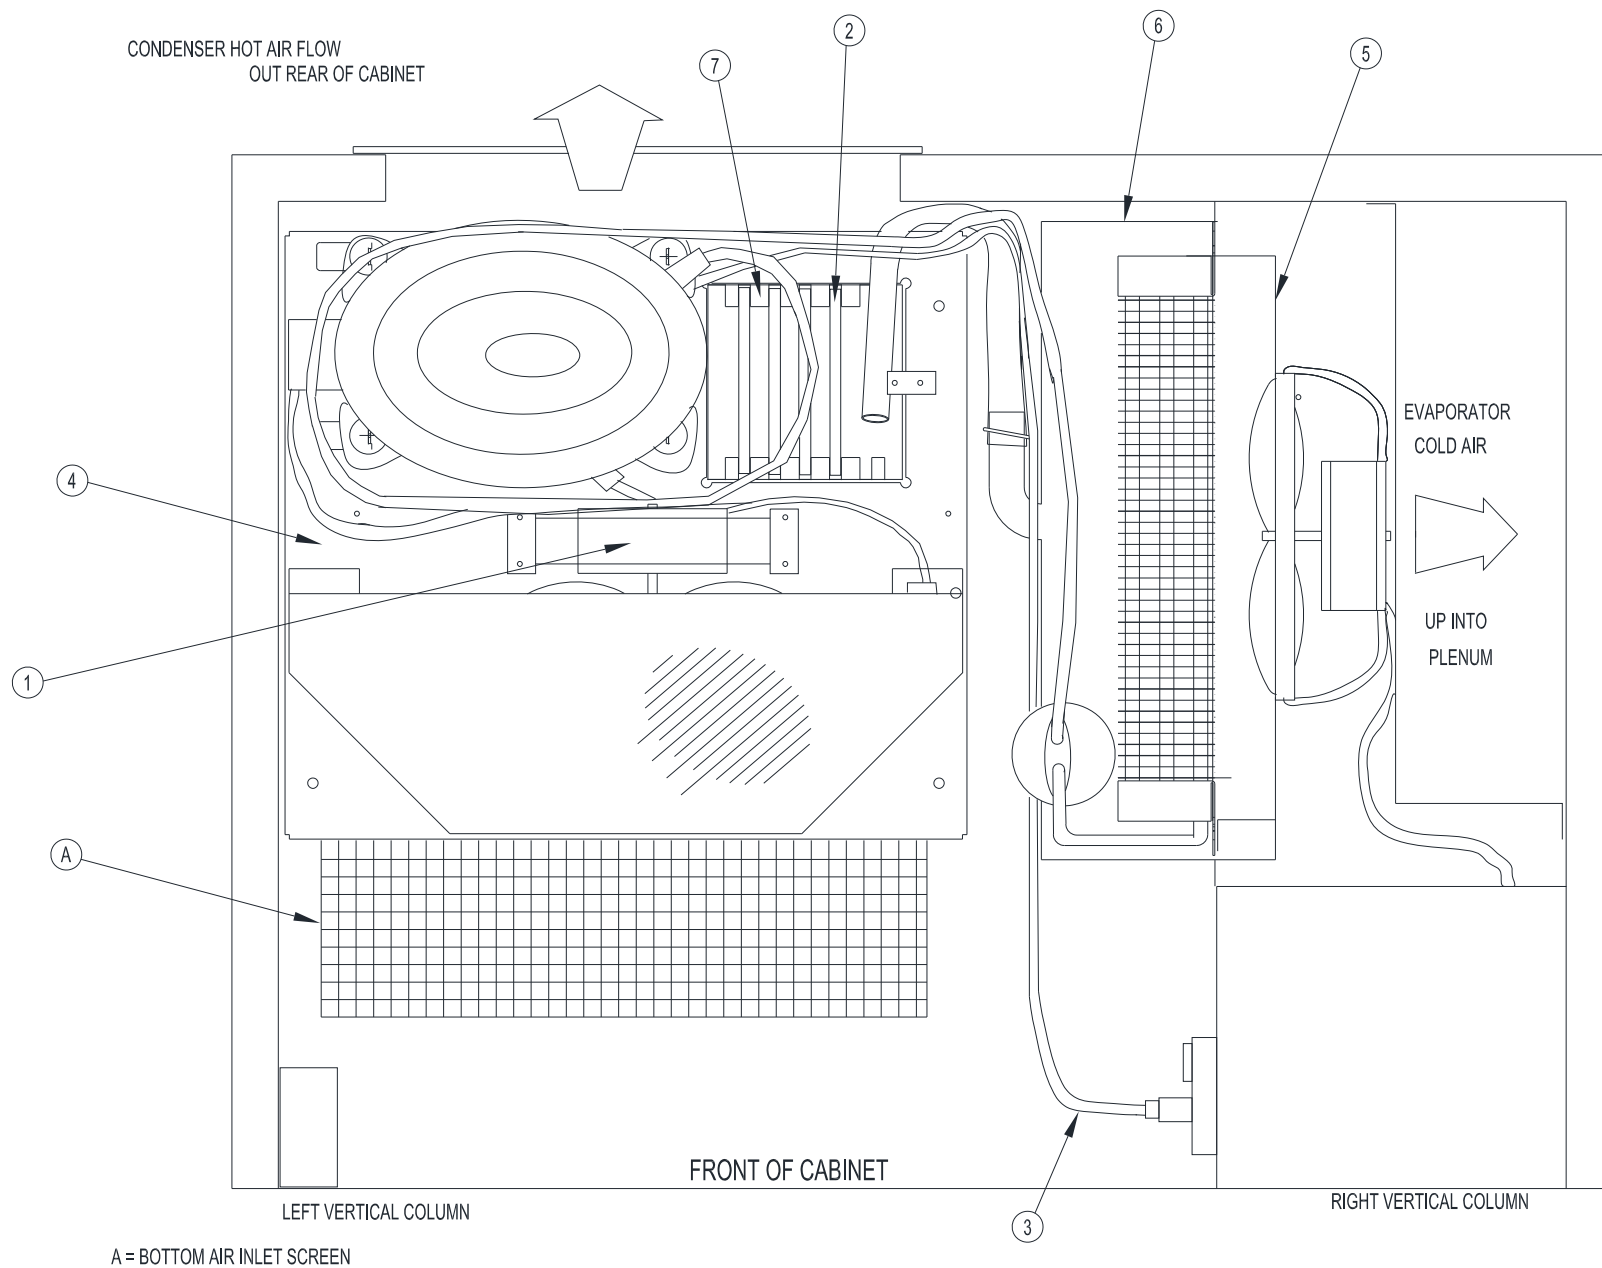 2
6
CONDENSER HOT AIR FLOW
OUT REAR OF CABINET
7
5
EVAPORATOR
COLD AIR
4
UP INTO
PLENUM
1
A
FRONT OF CABINET
LEFT VERTICAL COLUMN
RIGHT VERTICAL COLUMN
3
A = BOTTOM AIR INLET SCREEN